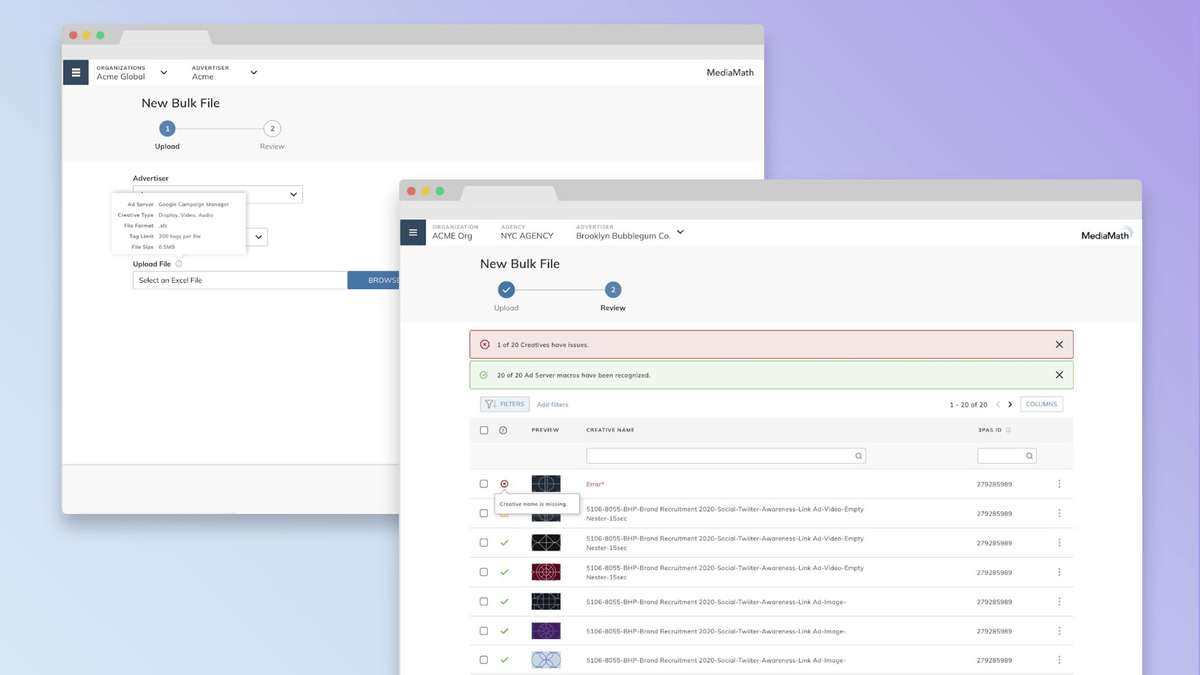 ORGANIZATIONS
Acme Global
ADVERTISER
Acme
MediaMath
New Bulk File
1
2
Upload
Review
Advertiser
Ad Server Google Campaign Manager
Creative Type Display, Video, Audio
File Format .xls
Tag Limit 200 tags per file
File Size 6.5MB
Upload File
Select an Excel File
BROWSE
ORGANIZATION
ACME Org
AGENCY
NYC AGENCY
ADVERTISER
Brooklyn Bubblegum Co.
MediaMath
New Bulk File
2
Upload
Review
1 of 20 Creatives have issues.
20 of 20 Ad Server macros have been recognized.
FILTERS
Add filters
1 - 20 of 20
COLUMNS
PREVIEW
CREATIVE NAME
3PAS ID
Error*
279285989
Creative name is missing.
5106-8055-BHP-Brand Recruitment 2020-Social-Twiiter-Awareness-Link Ad-Video-Empty
Nester-15sec
279285989
5106-8055-BHP-Brand Recruitment 2020-Social-Twiiter-Awareness-Link Ad-Video-Empty
Nester-15sec
279285989
5106-8055-BHP-Brand Recruitment 2020-Social-Twiiter-Awareness-Link Ad-Video-Empty
Nester-15sec
279285989
5106-8055-BHP-Brand Recruitment 2020-Social-Twiiter-Awareness-Link Ad-Image-
279285989
5106-8055-BHP-Brand Recruitment 2020-Social-Twiiter-Awareness-Link Ad-Image-
279285989
5106-8055-BHP-Brand Recruitment 2020-Social-Twiiter-Awareness-Link Ad-Image-
279285989